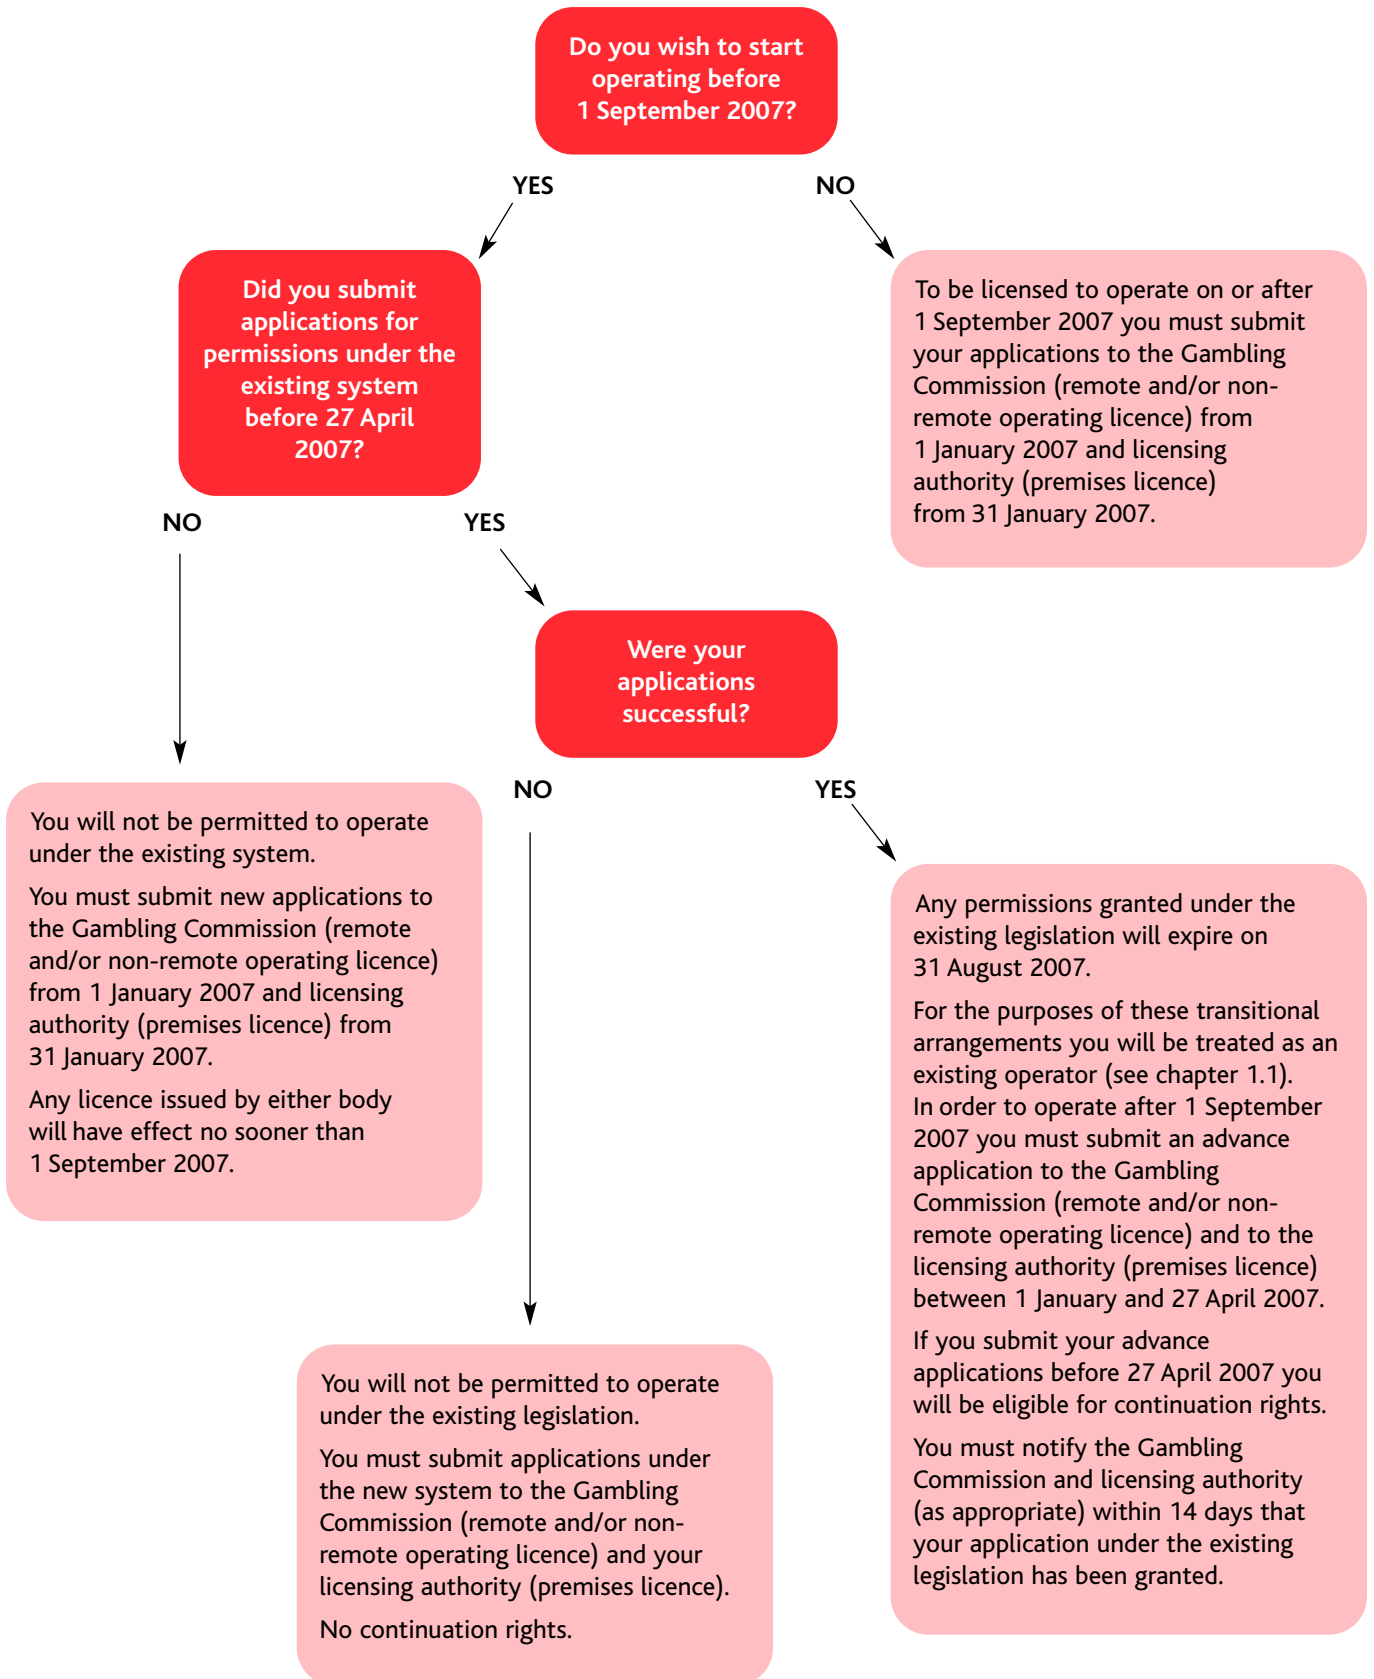 Do you wish to start
operating before
1 September 2007?
YES
NO
Did you submit
applications for
permissions under the
existing system
before 27 April
2007?
To be licensed to operate on or after
1 September 2007 you must submit
your applications to the Gambling
Commission (remote and/or non-
remote operating licence) from
1 January 2007 and licensing
authority (premises licence)
from 31 January 2007.
NO
YES
Were your
applications
successful?
NO
YES
You will not be permitted to operate
under the existing system.
You must submit new applications to
the Gambling Commission (remote
and/or non-remote operating licence)
from 1 January 2007 and licensing
authority (premises licence) from
31 January 2007.
Any licence issued by either body
will have effect no sooner than
1 September 2007.
Any permissions granted under the
existing legislation will expire on
31 August 2007.
For the purposes of these transitional
arrangements you will be treated as an
existing operator (see chapter 1.1).
In order to operate after 1 September
2007 you must submit an advance
application to the Gambling
Commission (remote and/or non-
remote operating licence) and to the
licensing authority (premises licence)
between 1 January and 27 April 2007.
If you submit your advance
applications before 27 April 2007 you
will be eligible for continuation rights.
You must notify the Gambling
Commission and licensing authority
(as appropriate) within 14 days that
your application under the existing
legislation has been granted.
You will not be permitted to operate
under the existing legislation.
You must submit applications under
the new system to the Gambling
Commission (remote and/or non-
remote operating licence) and your
licensing authority (premises licence).
No continuation rights.